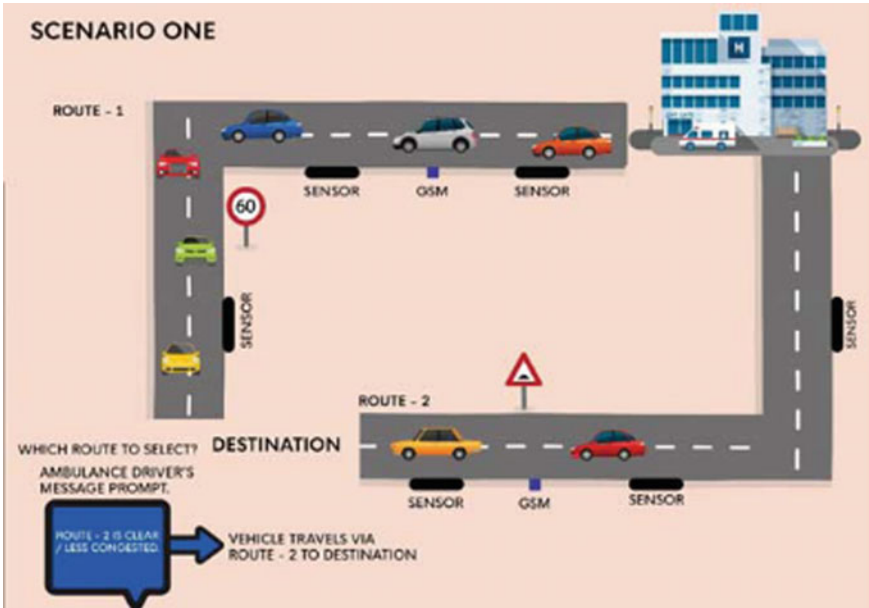 SCENARIO ONE
H
ROUTE - 1
SENSOR
GSM
SENSOR
60
SENSOR
SENSOR
ROUTE - 2
WHICH ROUTE TO SELECT?
DESTINATION
AMBULANCE DRIVER'S
MESSAGE PROMPT.
SENSOR
GSM
SENSOR
ROUTE - 2 IS CLEAR
/ LESS CONGESTED.
VEHICLE TRAVELS VIA
ROUTE - 2 TO DESTINATION